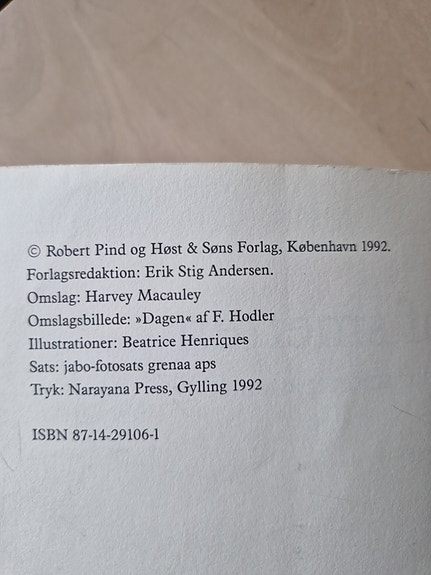 © Robert Pind og Høst & Søns Forlag, København 1992.
Forlagsredaktion: Erik Stig Andersen.
Omslag: Harvey Macauley
Omslagsbillede: »Dagen« af F. Hodler
Illustrationer: Beatrice Henriques
Sats: jabo-fotosats grenaa aps
Tryk: Narayana Press, Gylling 1992
ISBN 87-14-29106-1